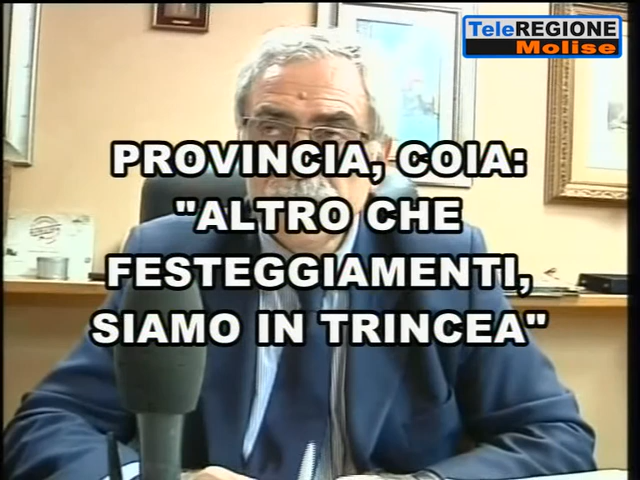 TeleREGIONE
Molise
PROVINCIA, COIA:
"ALTRO CHE
FESTEGGIAMENTI,
SIAMO IN TRINCEA"